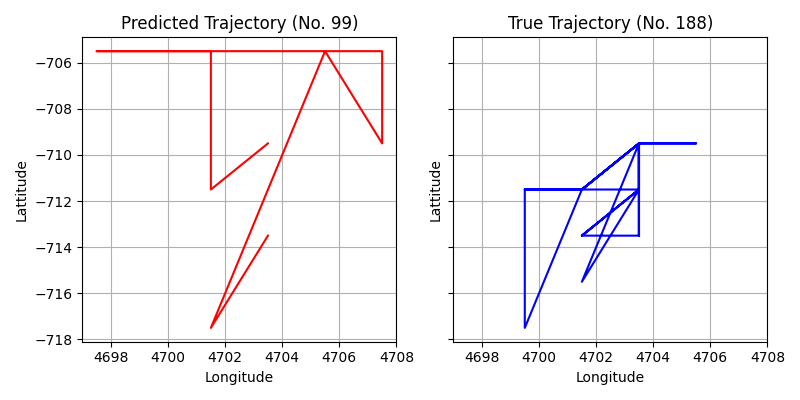 Predicted Trajectory (No. 99)
True Trajectory (No. 188)
Lattitude
−706
−708
−710
−712
−714
−716
−718
4698 4700 4702 4704 4706 4708
Longitude
Lattitude
4698 4700 4702 4704 4706 4708
Longitude